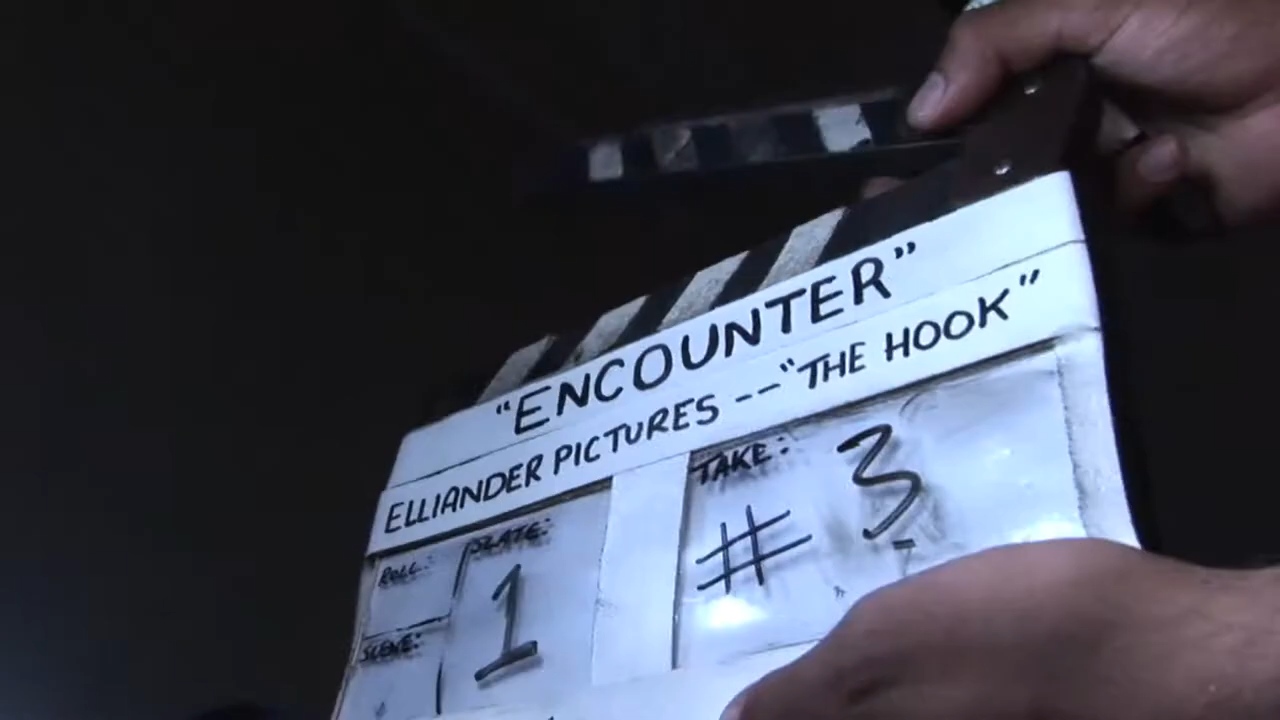 "ENCOUNTER"
ELLIANDER PICTURES -- "THE HOOK"
TAKE:
# 3
ROLL:
SLATE:
1
SCENE: